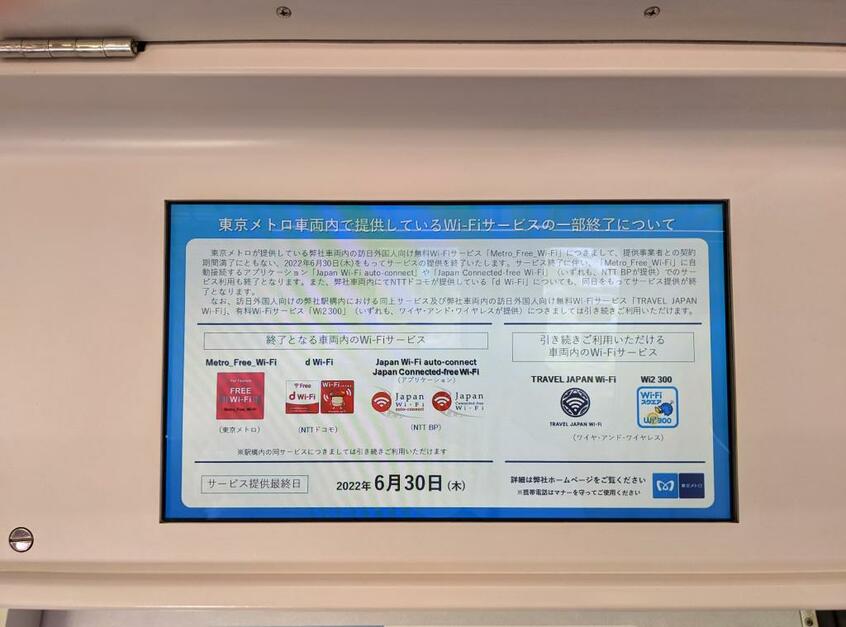 東京メトロ車両内で提供しているWi-Fiサービスの一部終了について
東京メトロが提供している弊社車両内の訪日外国人向け無料Wi-Fiサービス「Metro_Free_Wi-Fi」につきまして、提供事業者との契約
期間満了にともない、2022年6月30日(木)をもってサービスの提供を終了いたします。サービス終了に伴い、「Metro_Free_Wi-Fi」に自
動接続するアプリケーション「Japan Wi-Fi auto-connect」や「Japan Connected-free Wi-Fi」（いずれも、NTT BPが提供）でのサー
ビス利用も終了となります。また、弊社車両内にてNTTドコモが提供している「d Wi-Fi」についても、同日をもってサービス提供が終
了となります。
なお、訪日外国人向けの弊社駅構内における同上サービス及び弊社車両内の訪日外国人向け無料Wi-Fiサービス「TRAVEL JAPAN
Wi-Fi」、有料Wi-Fiサービス「Wi2 300」（いずれも、ワイヤ・アンド・ワイヤレスが提供）につきましては引き続きご利用いただけます。
終了となる車両内のWi-Fiサービス
Metro_Free_Wi-Fi
FREE
Wi-Fi
Metro_Free_Wi-Fi
（東京メトロ）
d Wi-Fi
Free
d Wi-Fi
Wi-Fi
（NTTドコモ）
Japan Wi-Fi auto-connect
Japan Connected-free Wi-Fi
（アプリケーション）
Japan
Wi-Fi
auto-connect
Japan
Connected-free
Wi-Fi
（NTT BP）
※駅構内の同サービスにつきましては引き続きご利用いただけます
引き続きご利用いただける
車両内のWi-Fiサービス
TRAVEL JAPAN Wi-Fi
TRAVEL JAPAN Wi-Fi
Wi2 300
Wi-Fi
スクエア
Wi2 300
（ワイヤ・アンド・ワイヤレス）
サービス提供最終日
2022年 6月30日（木）
詳細は弊社ホームページをご覧ください
※携帯電話はマナーを守ってご使用ください
東京メトロ